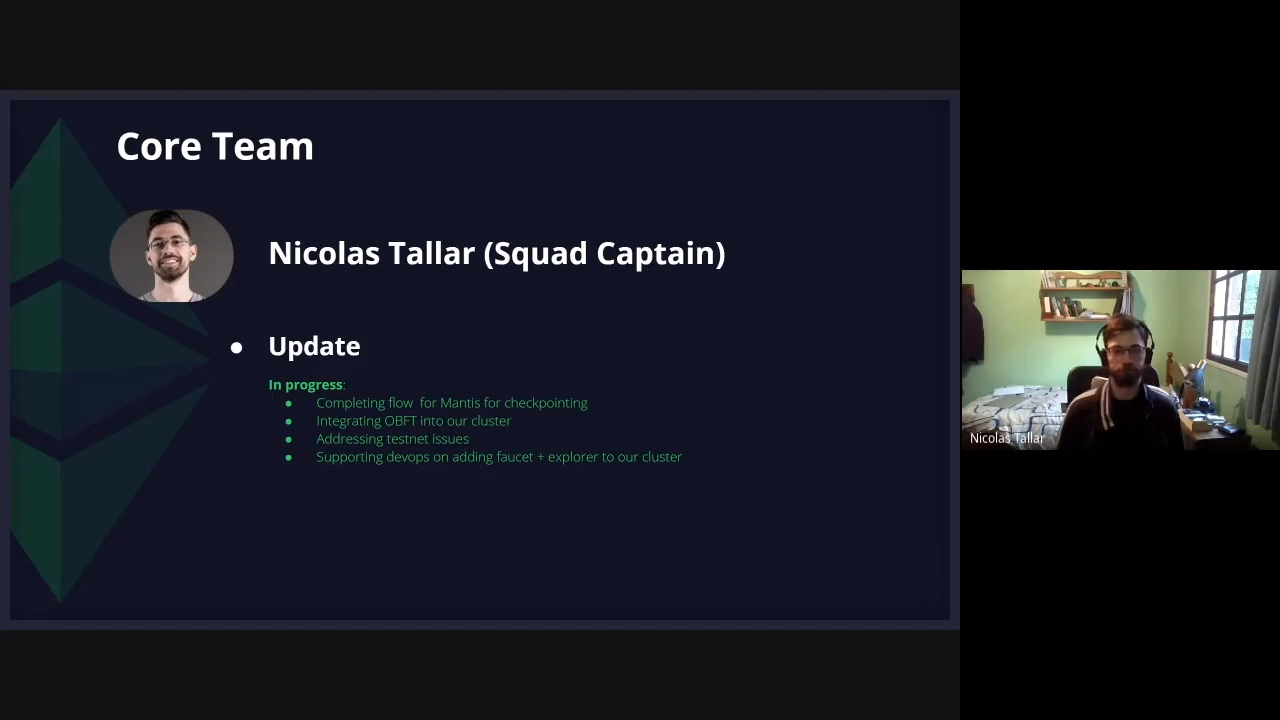 Core Team
Nicolas Tallar (Squad Captain)
● Update
In progress:
● Completing flow for Mantis for checkpointing
● Integrating OBFT into our cluster
● Addressing testnet issues
● Supporting devops on adding faucet + explorer to our cluster
Nicolas Tallar